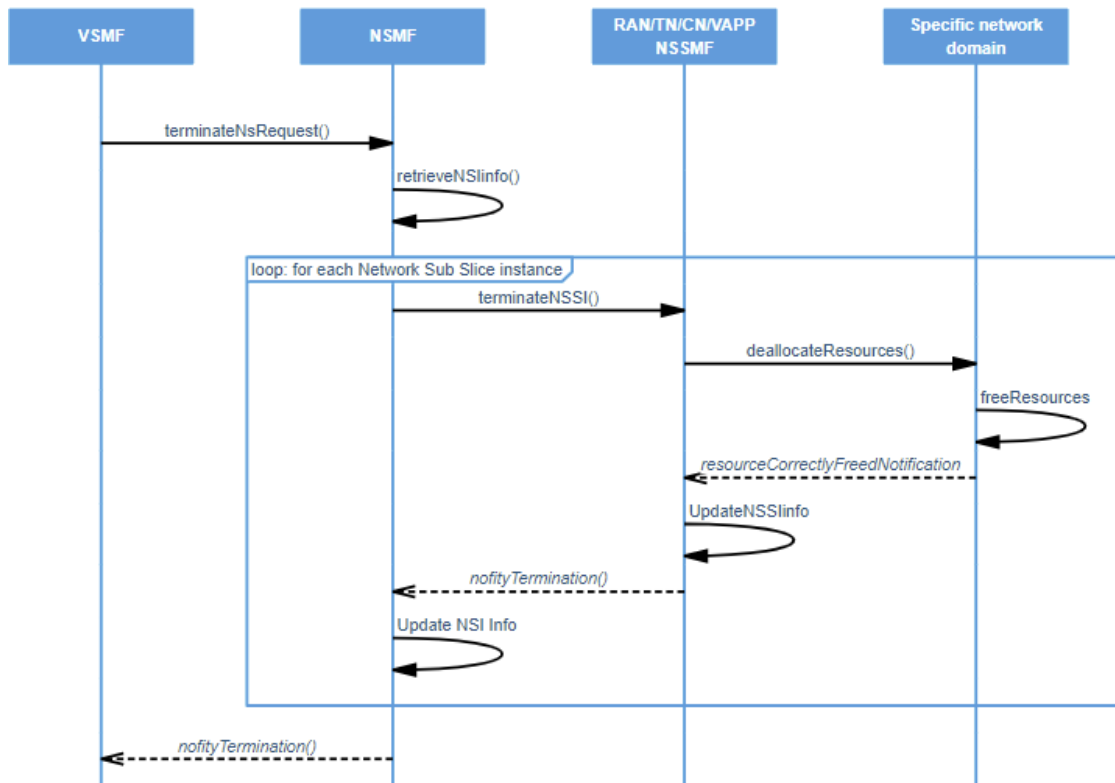 VSMF
NSMF
RAN/TN/CN/VAPP
NSSMF
Specific network
domain
terminateNsRequest()
retrieveNSIinfo()
loop: for each Network Sub Slice instance
terminateNSSI()
deallocateResources()
freeResources
resourceCorrectlyFreedNotification
UpdateNSSIinfo
nofityTermination()
Update NSI Info
nofityTermination()